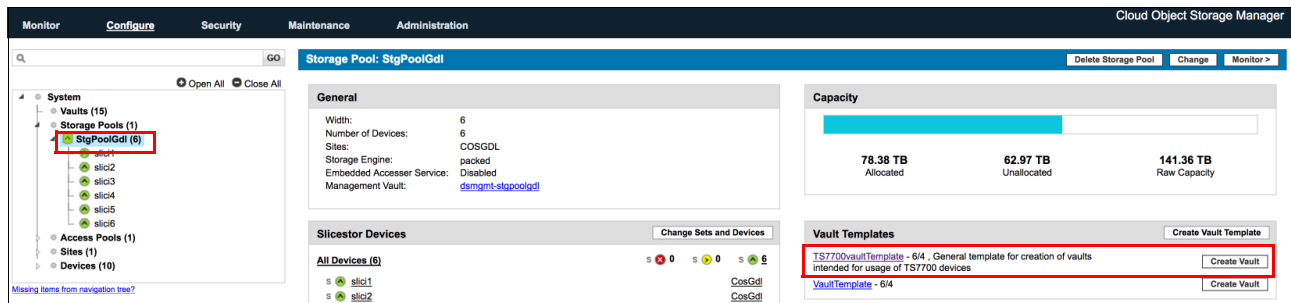 Cloud Object Storage Manager
Monitor Configure Security Maintenance Administration
GO
Open All Close All
System
Vaults (15)
Storage Pools (1)
StgPoolGdl (6)
slici1
slici2
slici3
slici4
slici5
slici6
Access Pools (1)
Sites (1)
Devices (10)
Missing items from navigation tree?
Storage Pool: StgPoolGdl
Delete Storage Pool Change Monitor >
General
Width: 6
Number of Devices: 6
Sites: COSGDL
Storage Engine: packed
Embedded Accesser Service: Disabled
Management Vault: dsmgmt-stgpoolgdl
Capacity
78.38 TB 62.97 TB 141.36 TB
Allocated Unallocated Raw Capacity
Slicestor Devices Change Sets and Devices
All Devices (6) S 0 S 0 S 6
S slici1 CosGdl
S slici2 CosGdl
Vault Templates Create Vault Template
TS7700vaultTemplate - 6/4 , General template for creation of vaults
intended for usage of TS7700 devices
Create Vault
VaultTemplate - 6/4 Create Vault